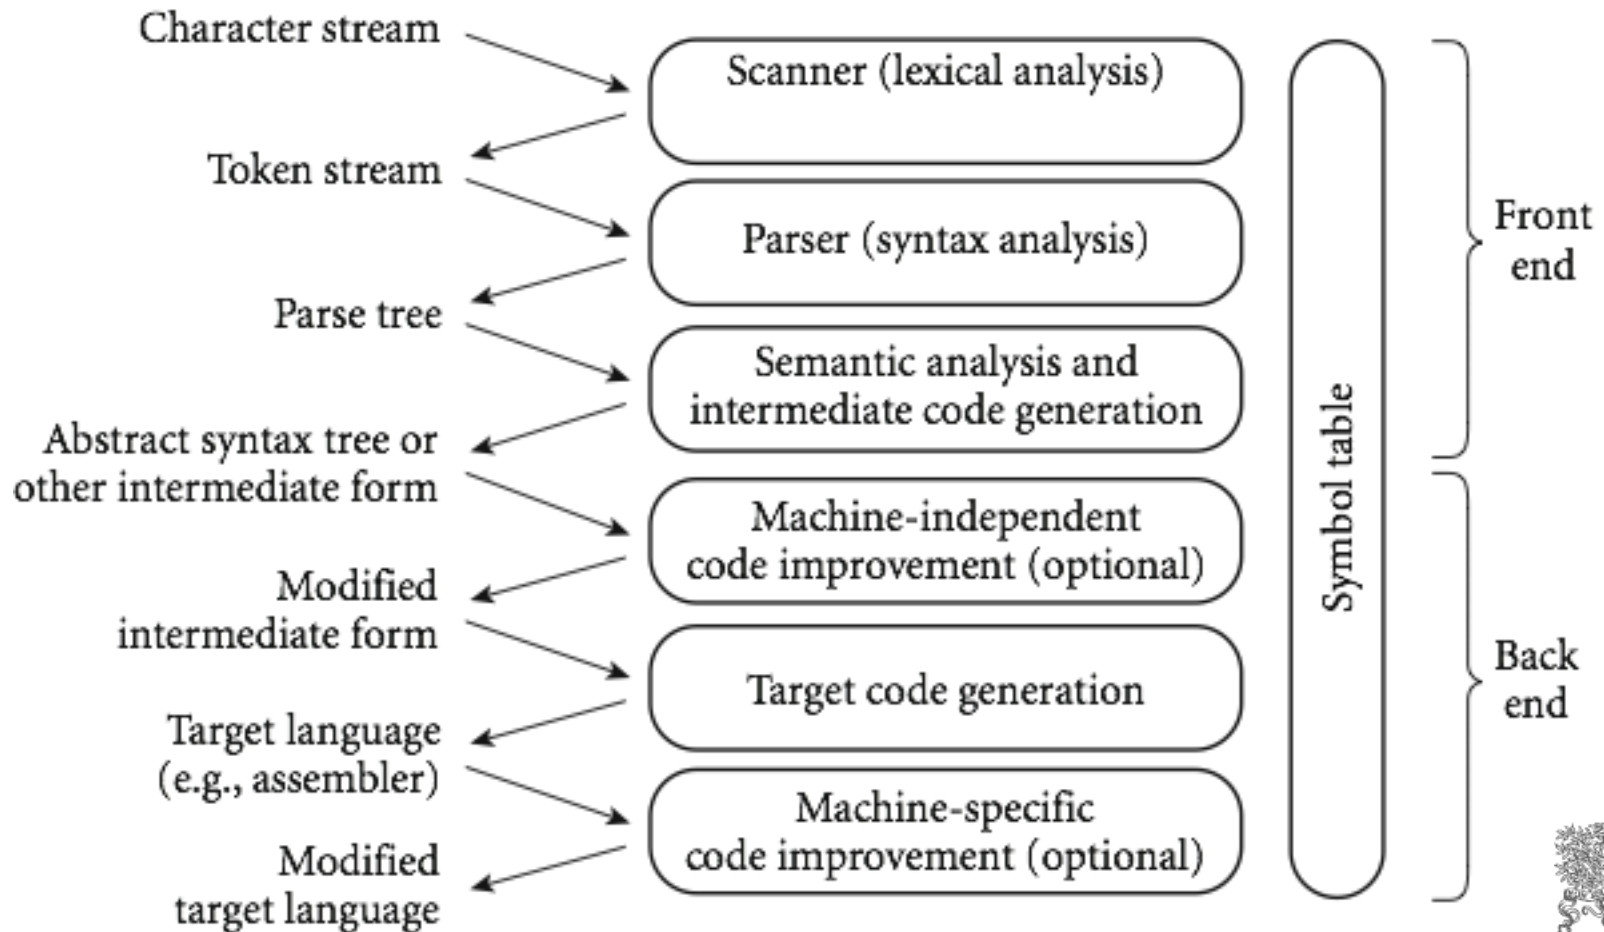 Character stream
Scanner (lexical analysis)
Token stream
Parser (syntax analysis)
Parse tree
Semantic analysis and
intermediate code generation
Abstract syntax tree or
other intermediate form
Machine-independent
code improvement (optional)
Modified
intermediate form
Target code generation
Target language
(e.g., assembler)
Machine-specific
code improvement (optional)
Modified
target language
Symbol table
Front
end
Back
end